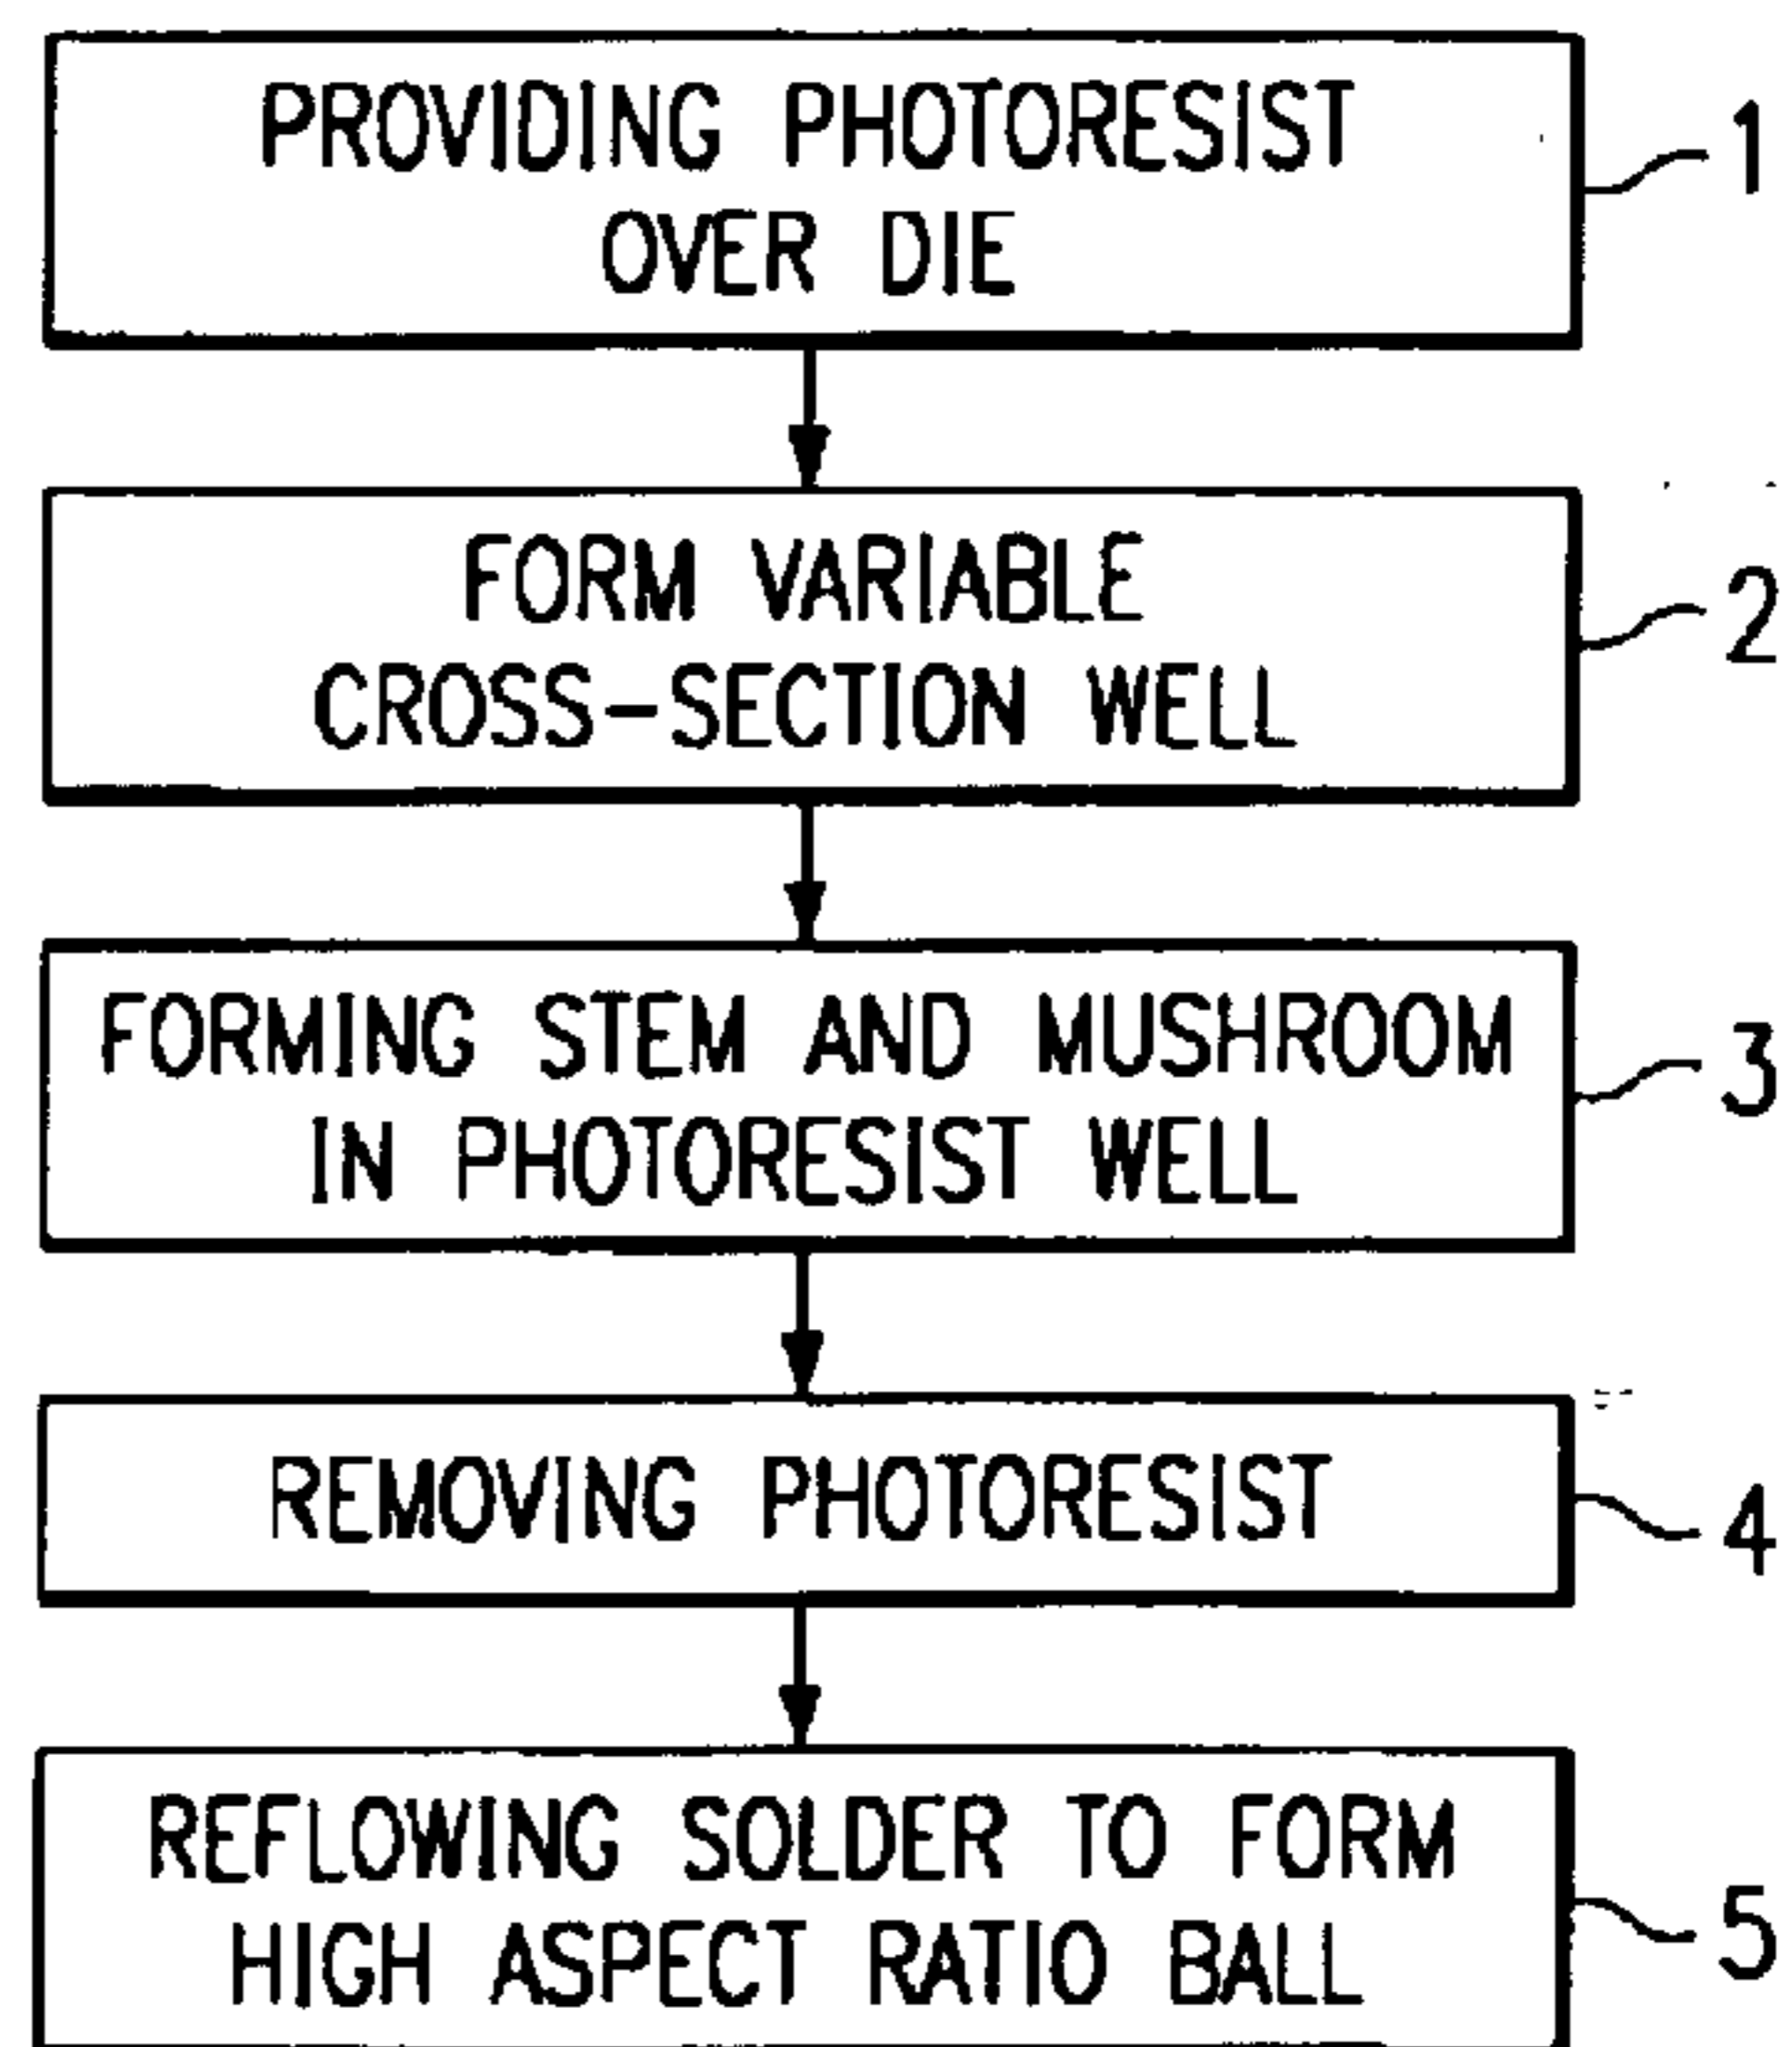 PROVIDING PHOTORESIST
OVER DIE
1
FORM VARIABLE
CROSS-SECTION WELL
2
FORMING STEM AND MUSHROOM
IN PHOTORESIST WELL
3
REMOVING PHOTORESIST
4
REFLOWING SOLDER TO FORM
HIGH ASPECT RATIO BALL
5